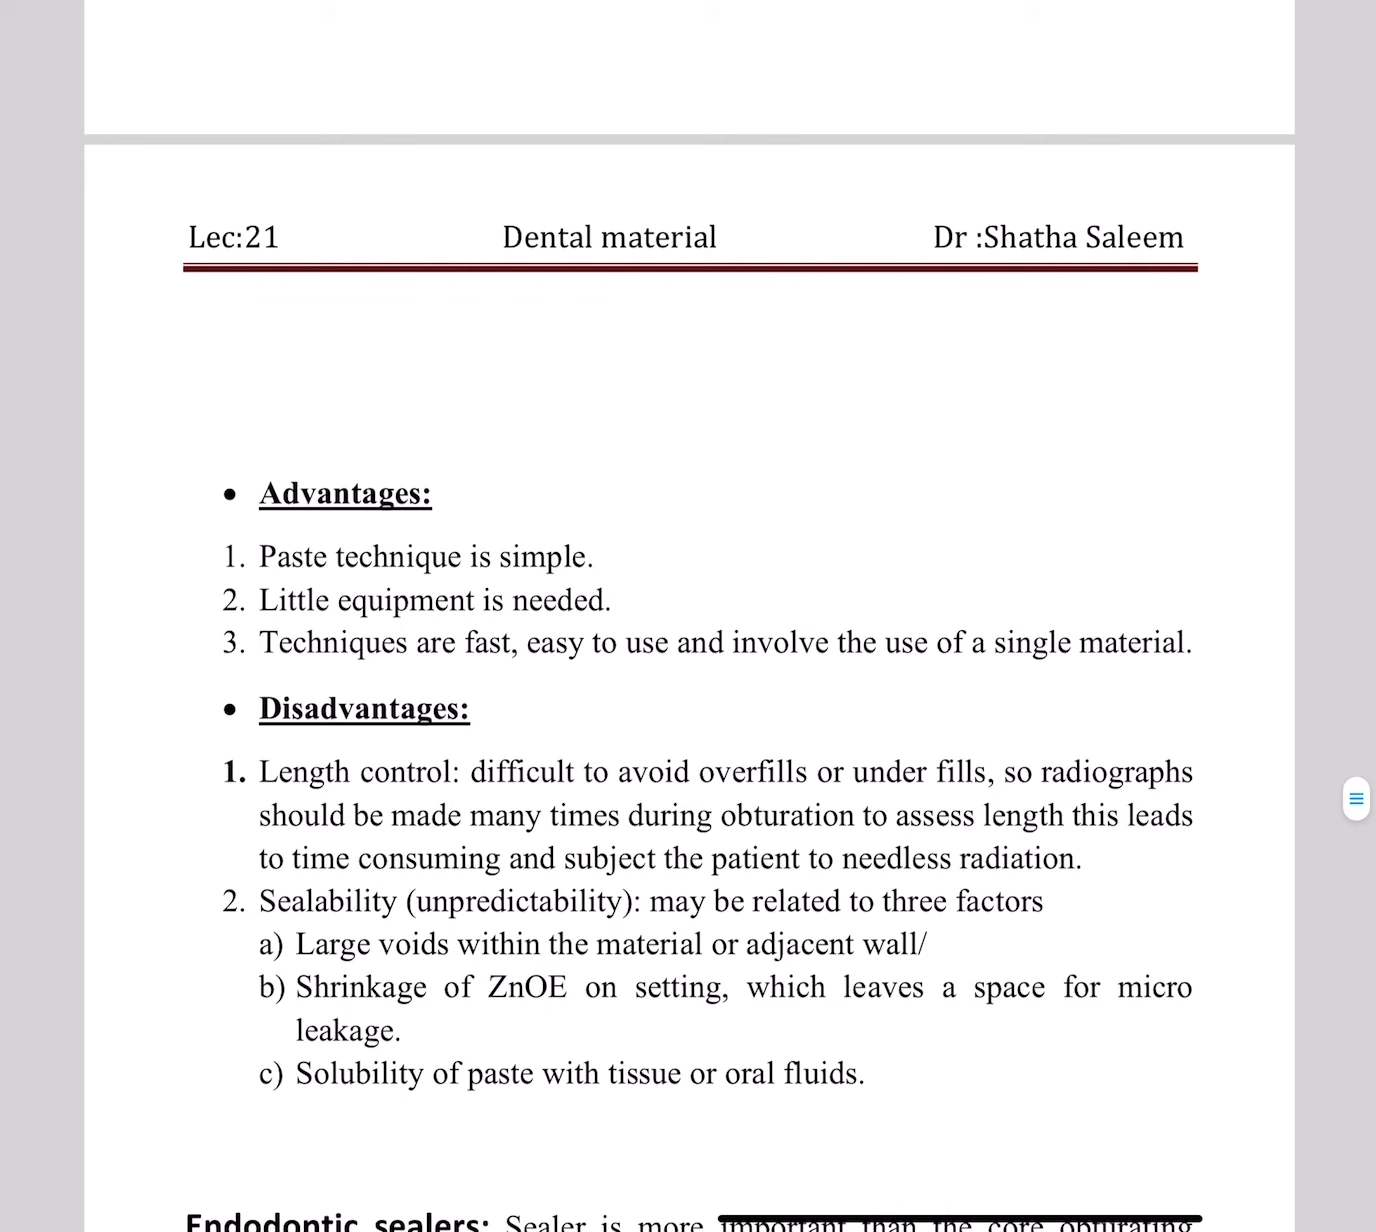 Lec:21 Dental material Dr :Shatha Saleem
• Advantages:
1. Paste technique is simple.
2. Little equipment is needed.
3. Techniques are fast, easy to use and involve the use of a single material.
• Disadvantages:
1. Length control: difficult to avoid overfills or under fills, so radiographs
should be made many times during obturation to assess length this leads
to time consuming and subject the patient to needless radiation.
2. Sealability (unpredictability): may be related to three factors
a) Large voids within the material or adjacent wall/
b) Shrinkage of ZnOE on setting, which leaves a space for micro
leakage.
c) Solubility of paste with tissue or oral fluids.
Endodontic sealers: Sealer is more important than the core obturating